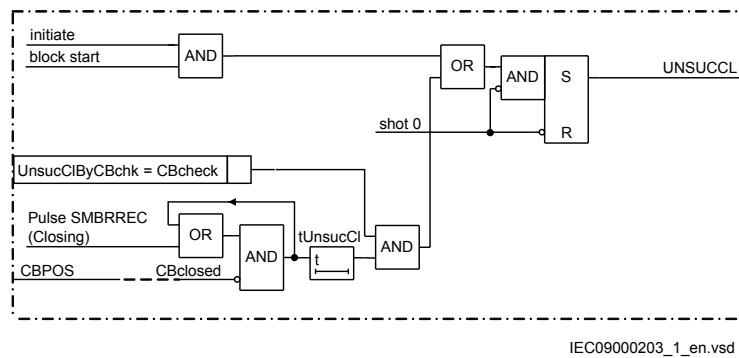 initiate
block start
AND
OR
AND
S
UNSUCCL
shot 0
R
UnsucClByCBchk = CBcheck
Pulse SMBRREC
(Closing)
OR
AND
tUnsucCl
t
AND
CBPOS
CBclosed
IEC09000203_1_en.vsd